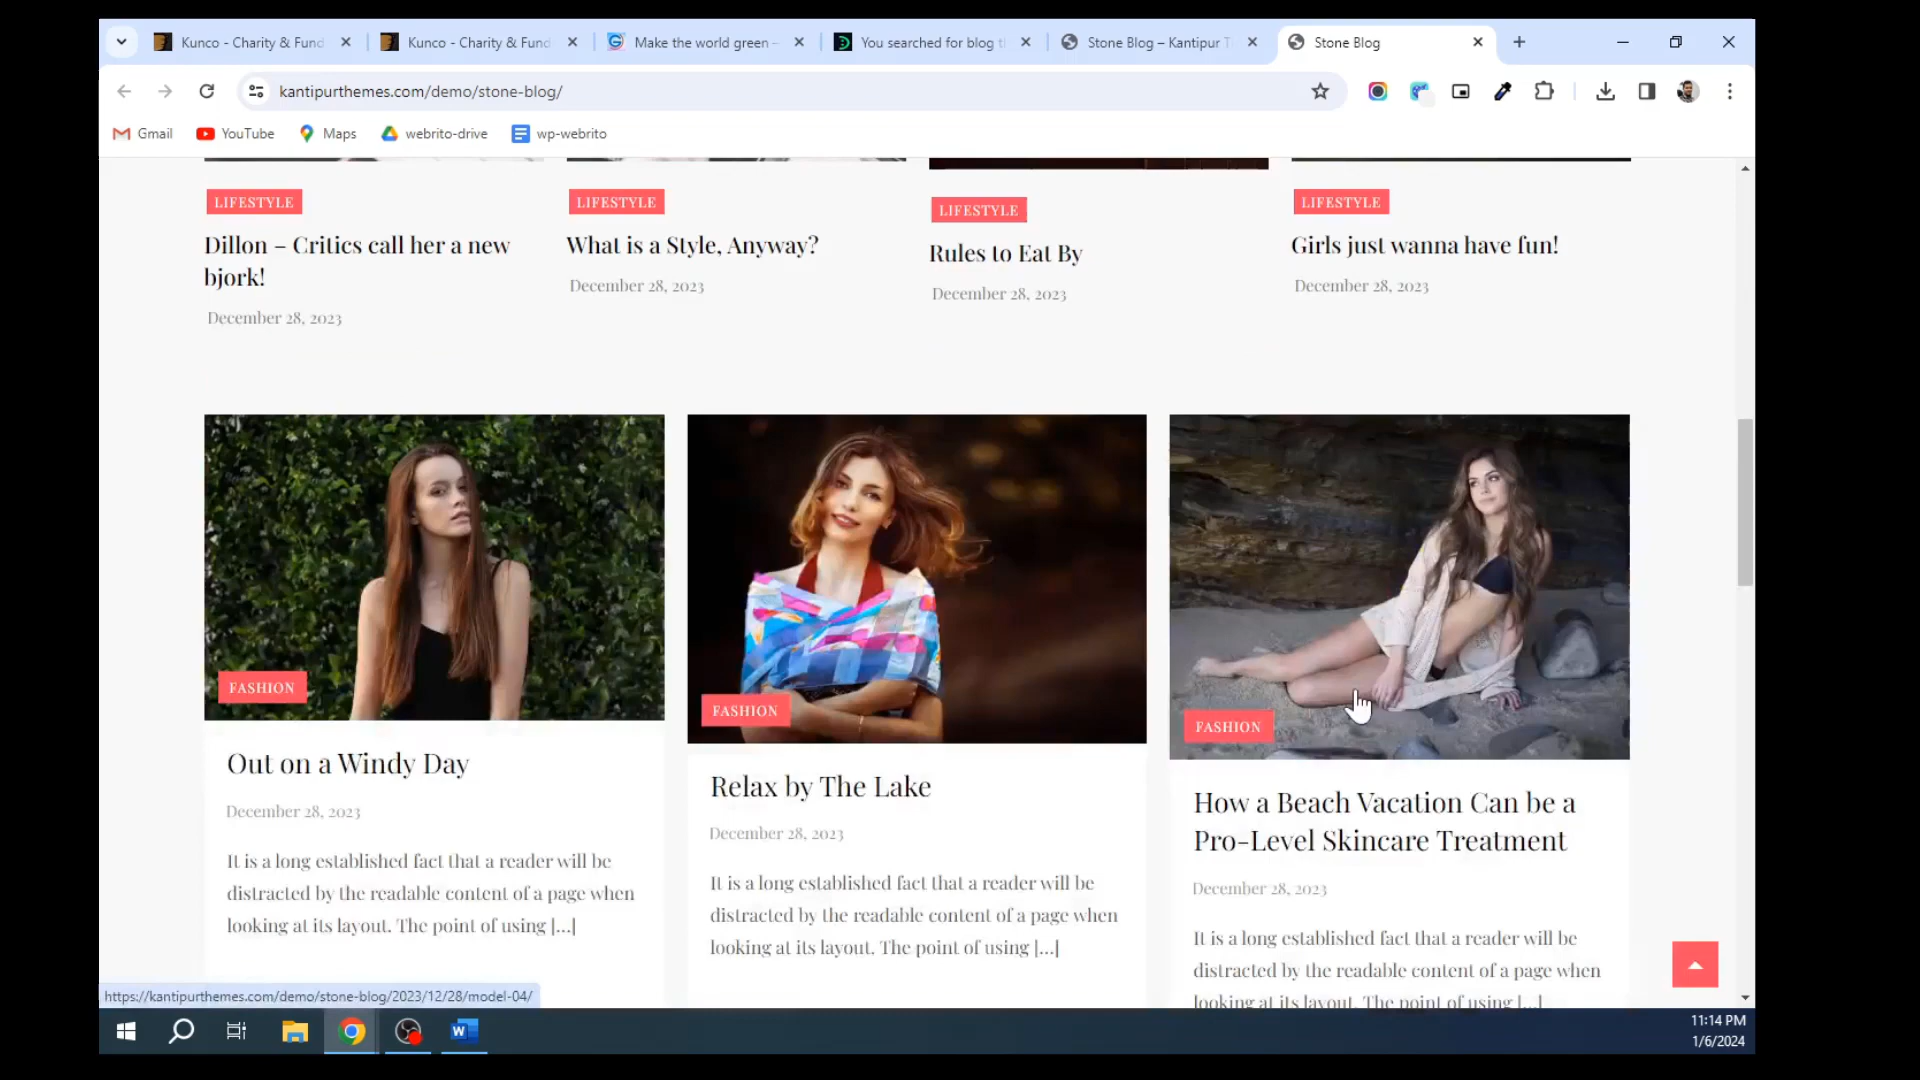 Kunco - Charity & Fund
Kunco - Charity & Fund
Make the world green –
You searched for blog t
Stone Blog – Kantipur T
Stone Blog
kantipurthemes.com/demo/stone-blog/
Gmail
YouTube
Maps
webrito-drive
wp-webrito
LIFESTYLE
Dillon – Critics call her a new
bjork!
December 28, 2023
LIFESTYLE
What is a Style, Anyway?
December 28, 2023
LIFESTYLE
Rules to Eat By
December 28, 2023
LIFESTYLE
Girls just wanna have fun!
December 28, 2023
FASHION
Out on a Windy Day
December 28, 2023
It is a long established fact that a reader will be
distracted by the readable content of a page when
looking at its layout. The point of using [...]
FASHION
Relax by The Lake
December 28, 2023
It is a long established fact that a reader will be
distracted by the readable content of a page when
looking at its layout. The point of using [...]
FASHION
How a Beach Vacation Can be a
Pro-Level Skincare Treatment
December 28, 2023
It is a long established fact that a reader will be
distracted by the readable content of a page when
looking at its layout. The point of using [...]
https://kantipurthemes.com/demo/stone-blog/2023/12/28/model-04/
11:14 PM
1/6/2024